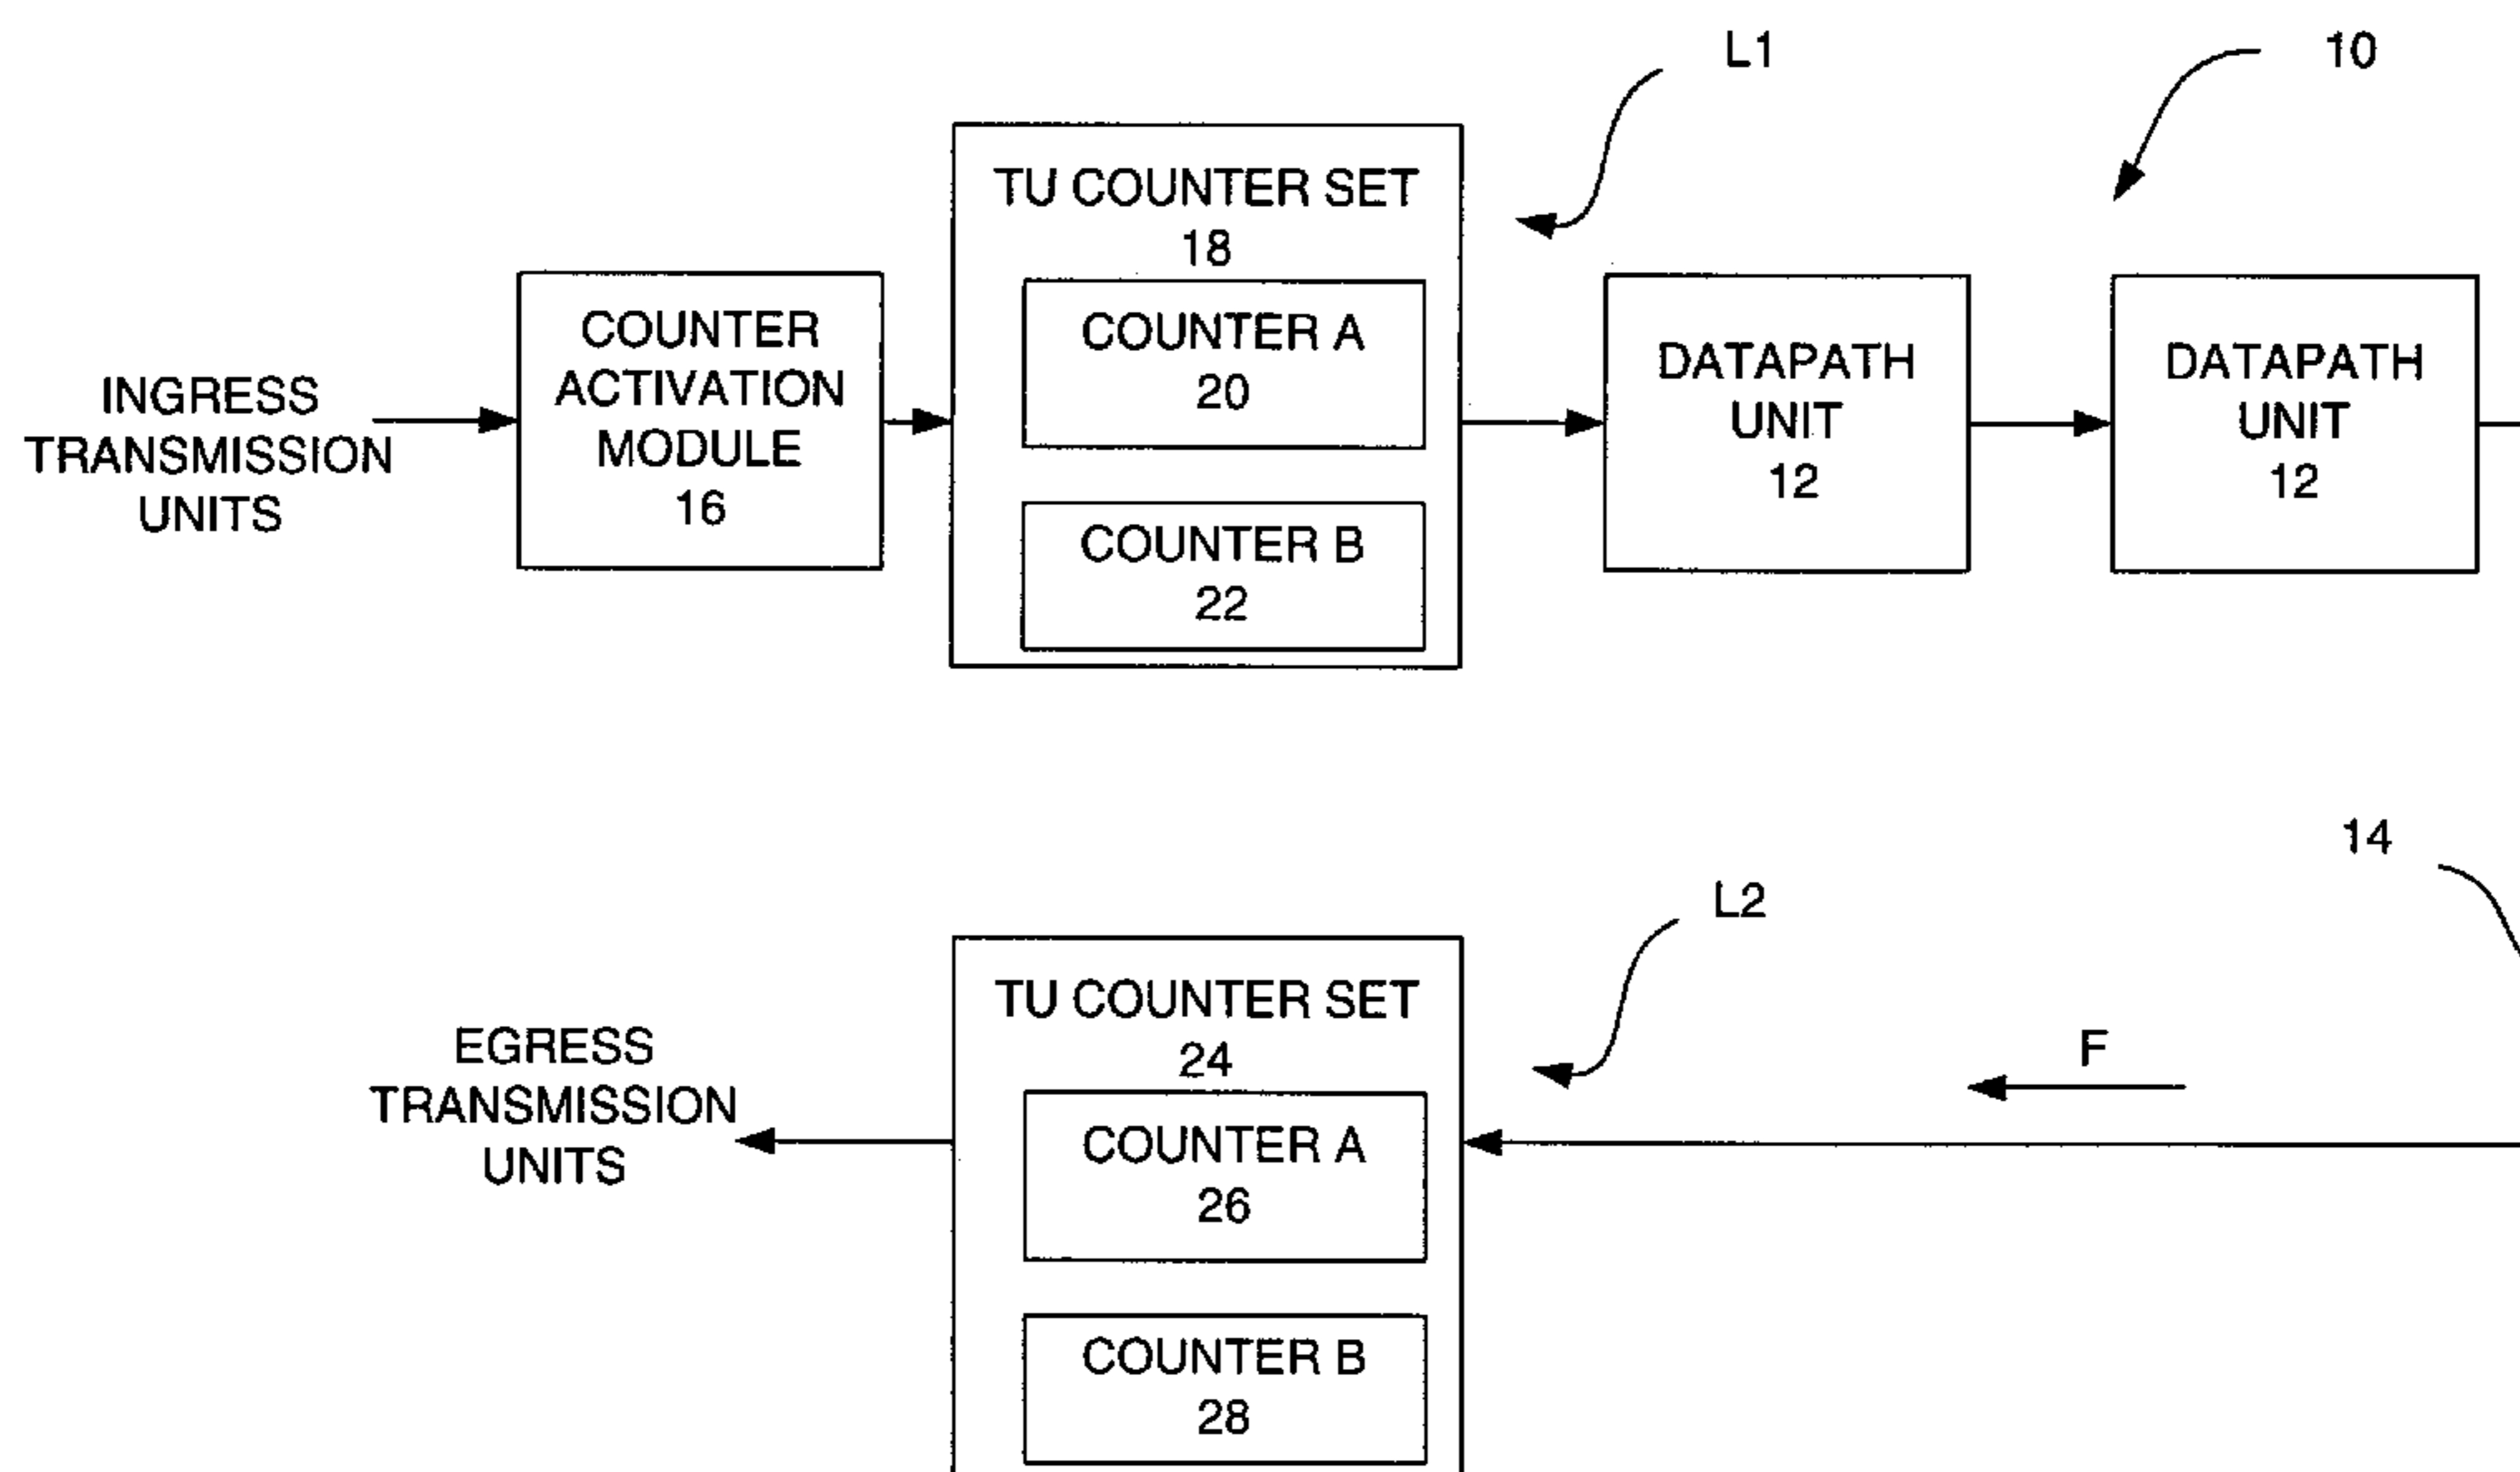 L1
10
TU COUNTER SET
18
COUNTER A
20
COUNTER B
22
COUNTER
ACTIVATION
MODULE
16
INGRESS
TRANSMISSION
UNITS
DATAPATH
UNIT
12
DATAPATH
UNIT
12
14
L2
F
TU COUNTER SET
24
COUNTER A
26
COUNTER B
28
EGRESS
TRANSMISSION
UNITS